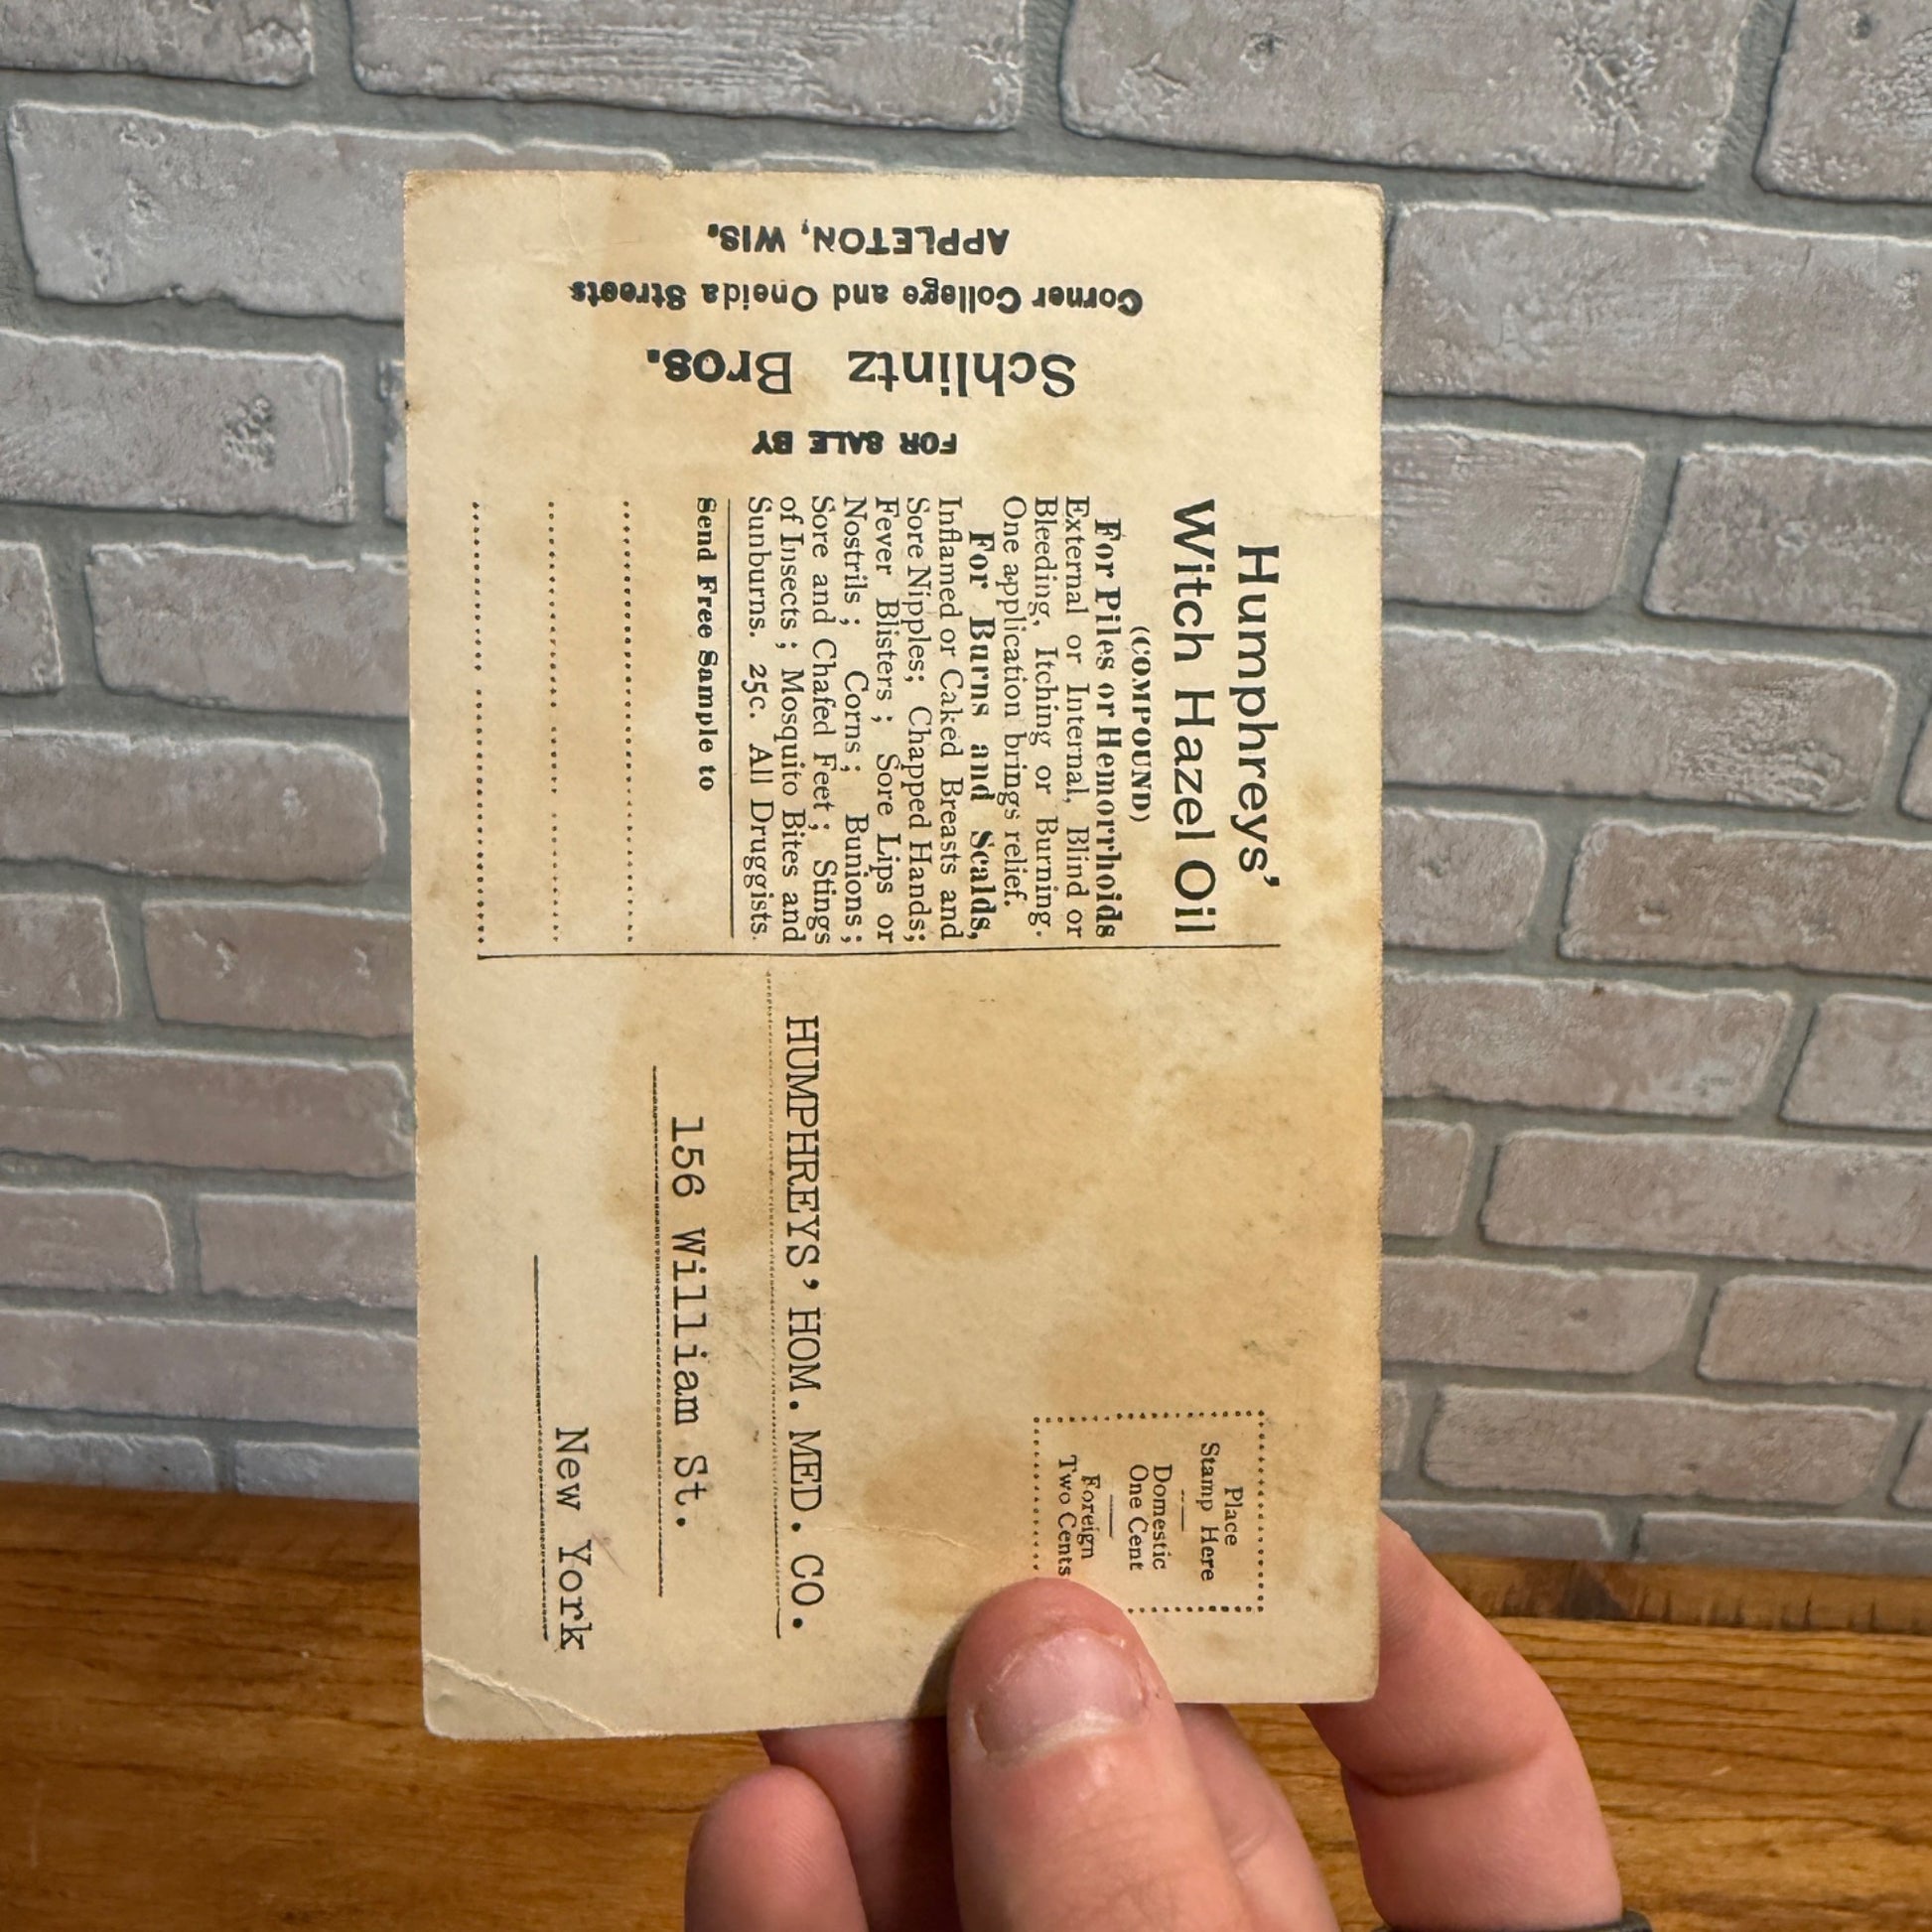 Humphreys'
Witch Hazel Oil
(COMPOUND)
For Piles or Hemorrhoids
External or Internal, Blind or
Bleeding, Itching or Burning.
One application brings relief.
For Burns and Scalds,
Inflamed or Caked Breasts and
Sore Nipples; Chapped Hands;
Fever Blisters; Sore Lips or
Nostrils; Corns; Bunions;
Sore and Chafed Feet; Stings
of Insects; Mosquito Bites and
Sunburns. 25c. All Druggists.
Send Free Sample to
Place
Stamp Here
Domestic
One Cent
Foreign
Two Cents
HUMPHREYS' HOM. MED. CO.
156 William St.
New York
FOR SALE BY
Schlintz Bros.
Corner College and Oneida Streets
APPLETON, WIS.